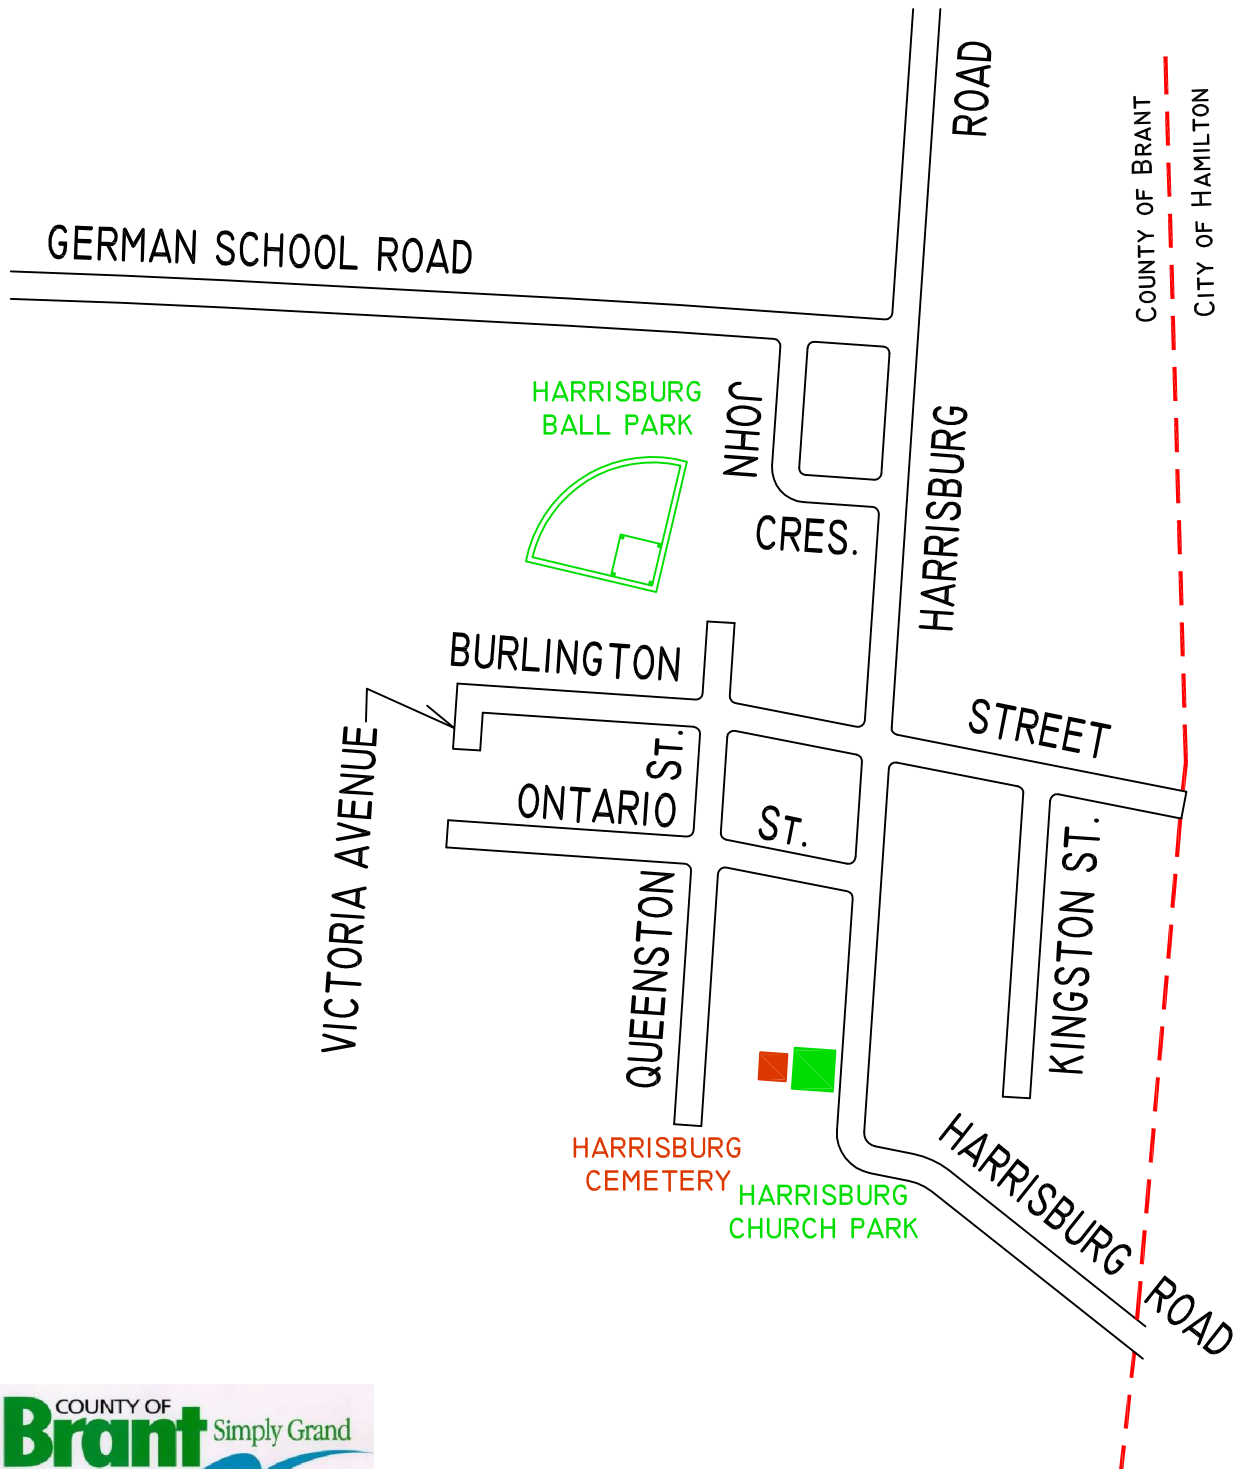 ROAD
COUNTY OF BRANT
CITY OF HAMILTON
GERMAN SCHOOL ROAD
HARRISBURG
BALL PARK
JOHN
CRES.
HARRISBURG
BURLINGTON
STREET
VICTORIA AVENUE
ST.
ONTARIO
ST.
KINGSTON ST.
QUEENSTON
HARRISBURG
CEMETERY
HARRISBURG
CHURCH PARK
HARRISBURG ROAD
COUNTY OF
Brant Simply Grand